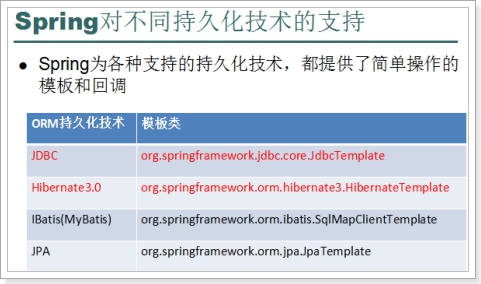 Spring对不同持久化技术的支持
● Spring为各种支持的持久化技术，都提供了简单操作的
模板和回调
ORM持久化技术 模板类
JDBC org.springframework.jdbc.core.JdbcTemplate
Hibernate3.0 org.springframework.orm.hibernate3.HibernateTemplate
IBatis(MyBatis) org.springframework.orm.ibatis.SqlMapClientTemplate
JPA org.springframework.orm.jpa.JpaTemplate